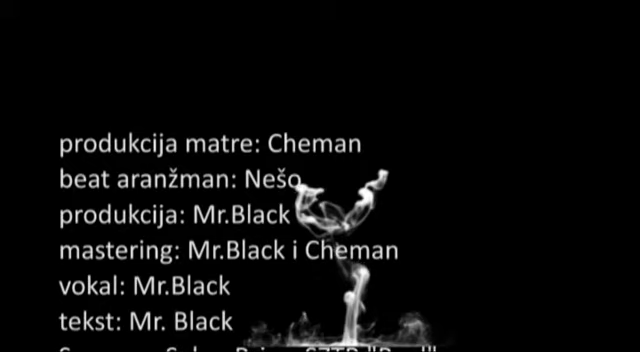 produkcija matre: Cheman
beat aranžman: Nešo
produkcija: Mr.Black
mastering: Mr.Black i Cheman
vokal: Mr.Black
tekst: Mr. Black